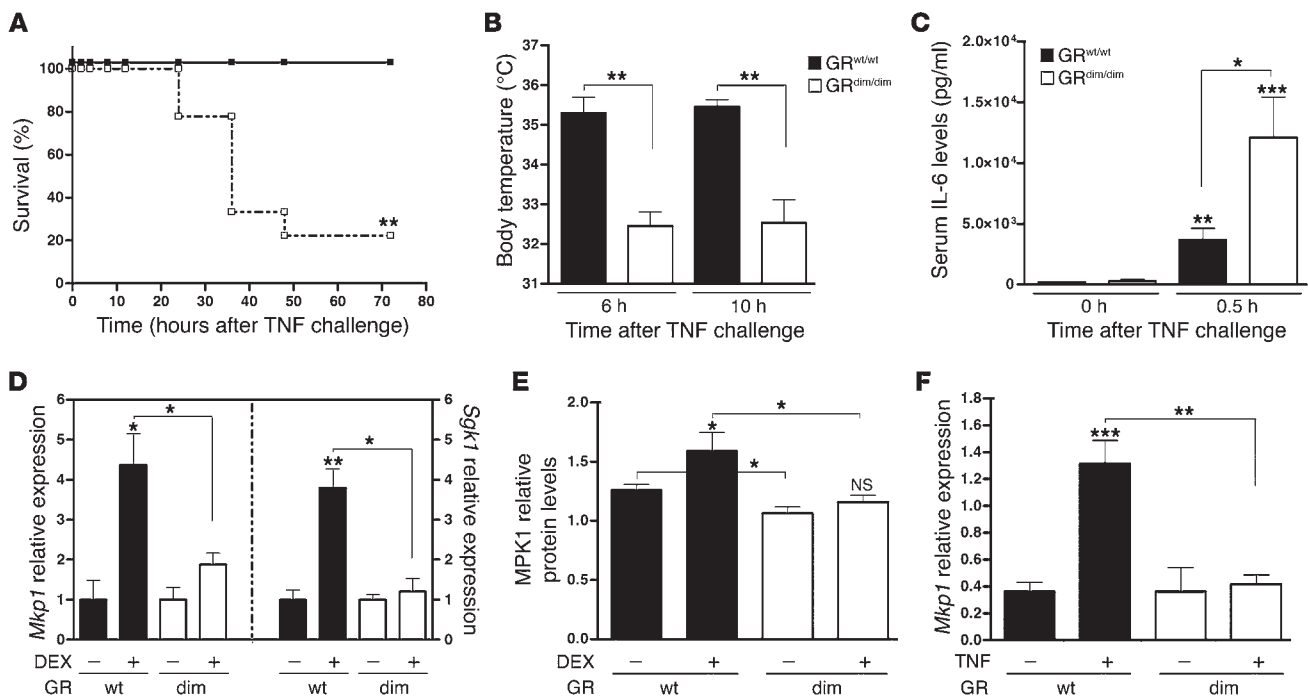 A
Survival (%)
100
80
60
40
20
0
**
0 10 20 30 40 50 60 70 80
Time (hours after TNF challenge)
B
Body temperature (°C)
37
36
35
34
33
32
31
** **
GRwt/wt
GRdim/dim
6 h 10 h
Time after TNF challenge
C
Serum IL-6 levels (pg/ml)
2.0×10⁴
1.5×10⁴
1.0×10⁴
5.0×10³
0
GRwt/wt
GRdim/dim
*
***
**
0 h 0.5 h
Time after TNF challenge
D
Mkp1 relative expression
6
5
4
3
2
1
0
*
*
*
**
6
5
4
3
2
1
0
Sgk1 relative expression
DEX − + − + − + − +
GR wt dim wt dim
E
MPK1 relative
protein levels
2.0
1.5
1.0
0.5
0.0
*
*
*
NS
DEX − + − +
GR wt dim
F
Mkp1 relative expression
1.8
1.6
1.4
1.2
1.0
0.8
0.6
0.4
0.2
0.0
**
***
TNF − + − +
GR wt dim